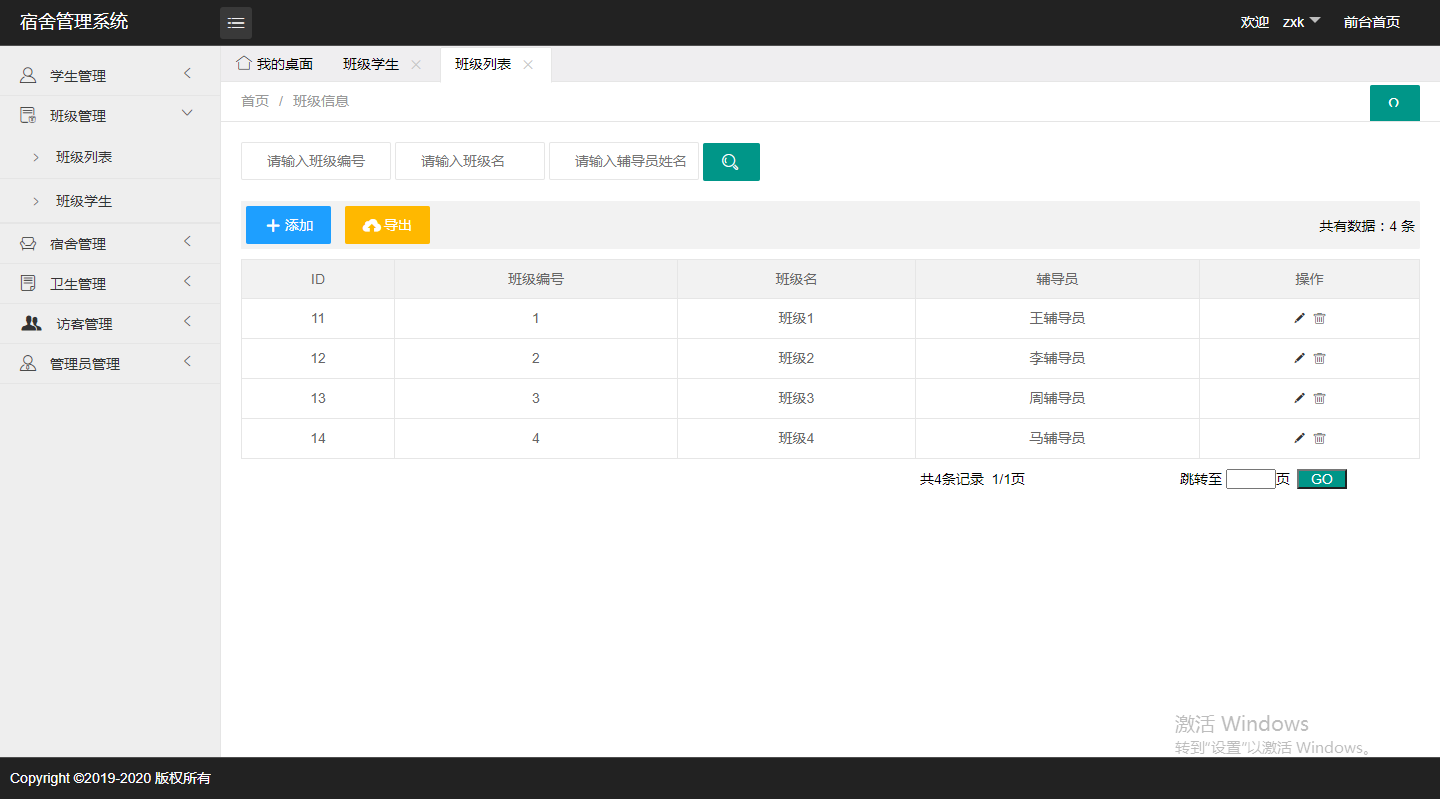 宿舍管理系统
欢迎 zxk 前台首页
学生管理
班级管理
班级列表
班级学生
宿舍管理
卫生管理
访客管理
管理员管理
我的桌面 班级学生 班级列表
首页 / 班级信息
请输入班级编号 请输入班级名 请输入辅导员姓名
添加 导出 共有数据：4 条
ID 班级编号 班级名 辅导员 操作
11 1 班级1 王辅导员
12 2 班级2 李辅导员
13 3 班级3 周辅导员
14 4 班级4 马辅导员
共4条记录 1/1页 跳转至 页 GO
激活 Windows
转到"设置"以激活 Windows。
Copyright ©2019-2020 版权所有